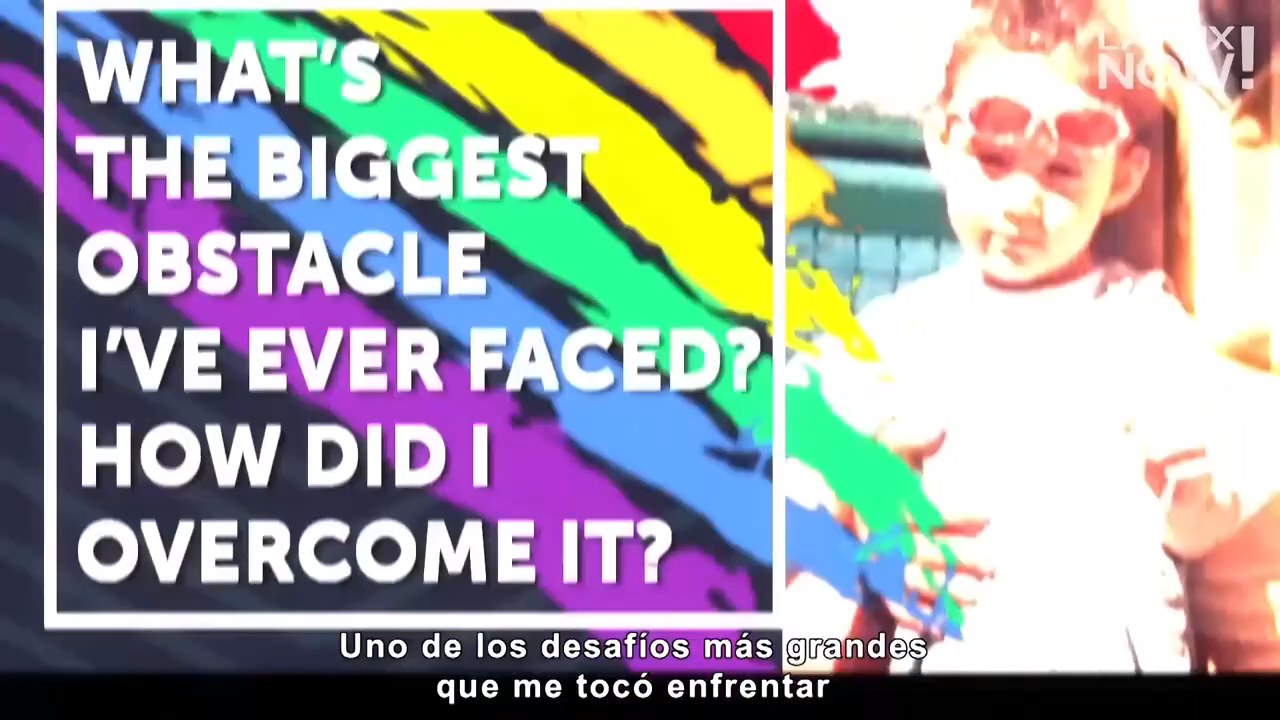 WHAT'S
THE BIGGEST
OBSTACLE
I'VE EVER FACED?
HOW DID I
OVERCOME IT?
NOW!
Uno de los desafíos más grandes
que me tocó enfrentar